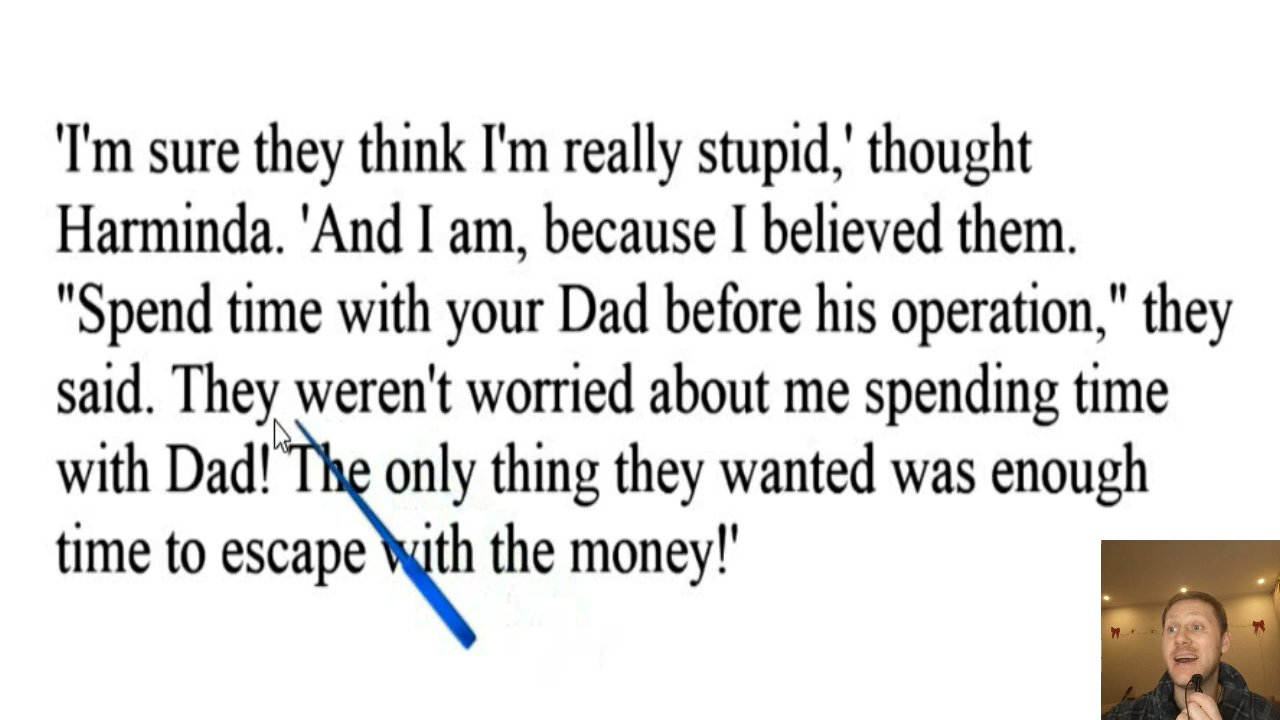 'I'm sure they think I'm really stupid,' thought
Harminda. 'And I am, because I believed them.
"Spend time with your Dad before his operation," they
said. They weren't worried about me spending time
with Dad! The only thing they wanted was enough
time to escape with the money!'